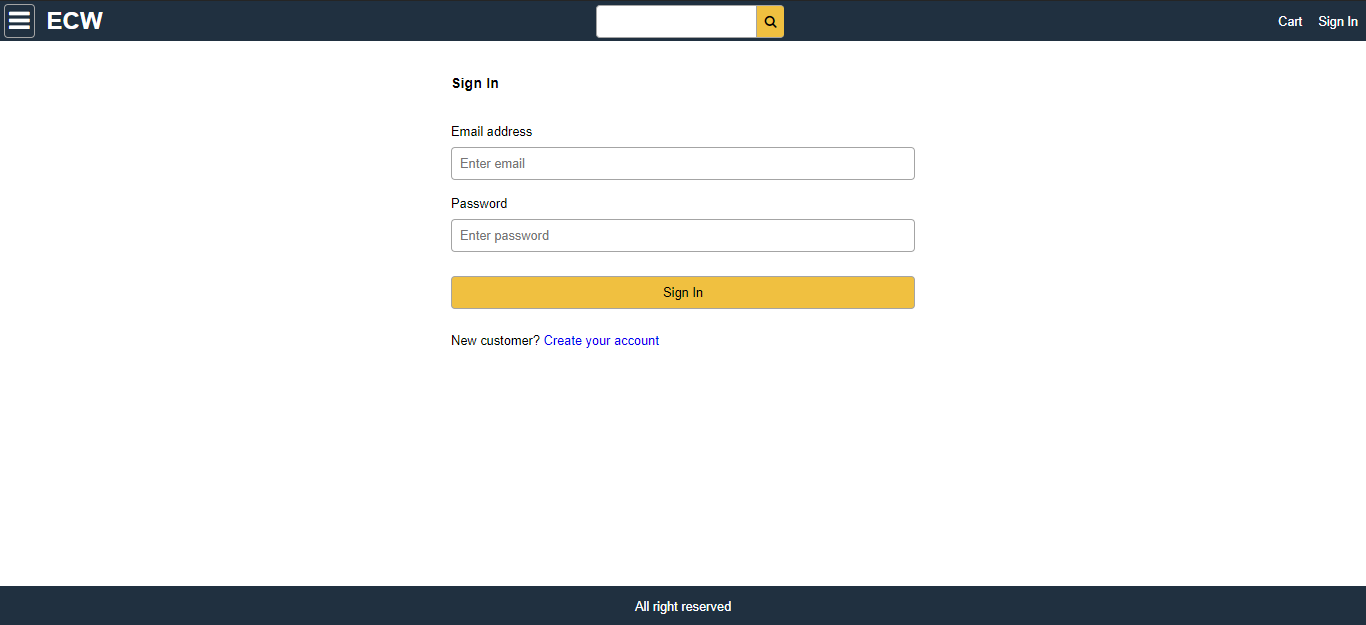 ECW
Cart Sign In
Sign In
Email address
Enter email
Password
Enter password
Sign In
New customer? Create your account
All right reserved